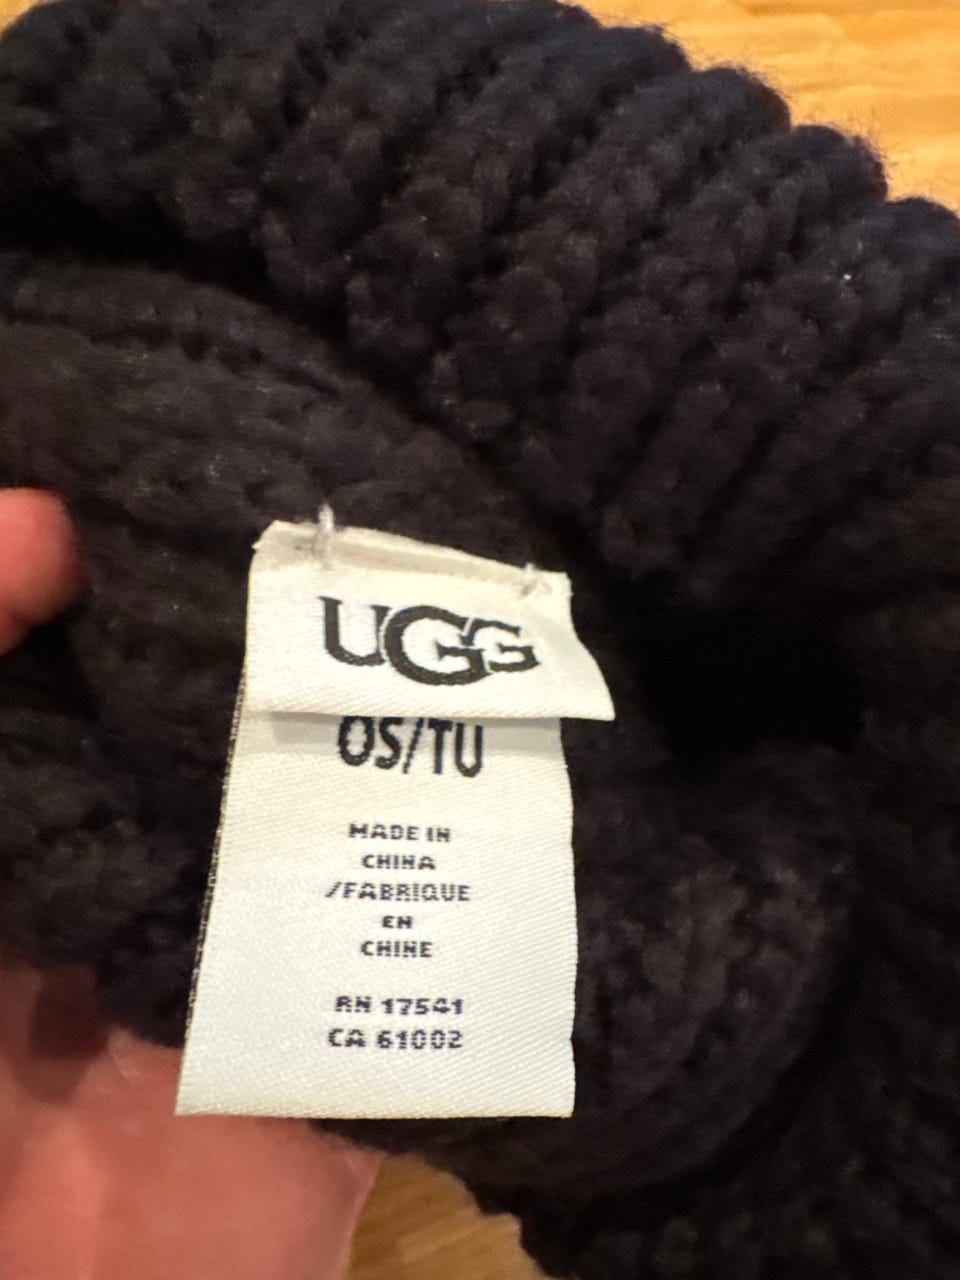 UGG
OS/TU
MADE IN
CHINA
/FABRIQUE
EN
CHINE
RN 17541
CA 61002